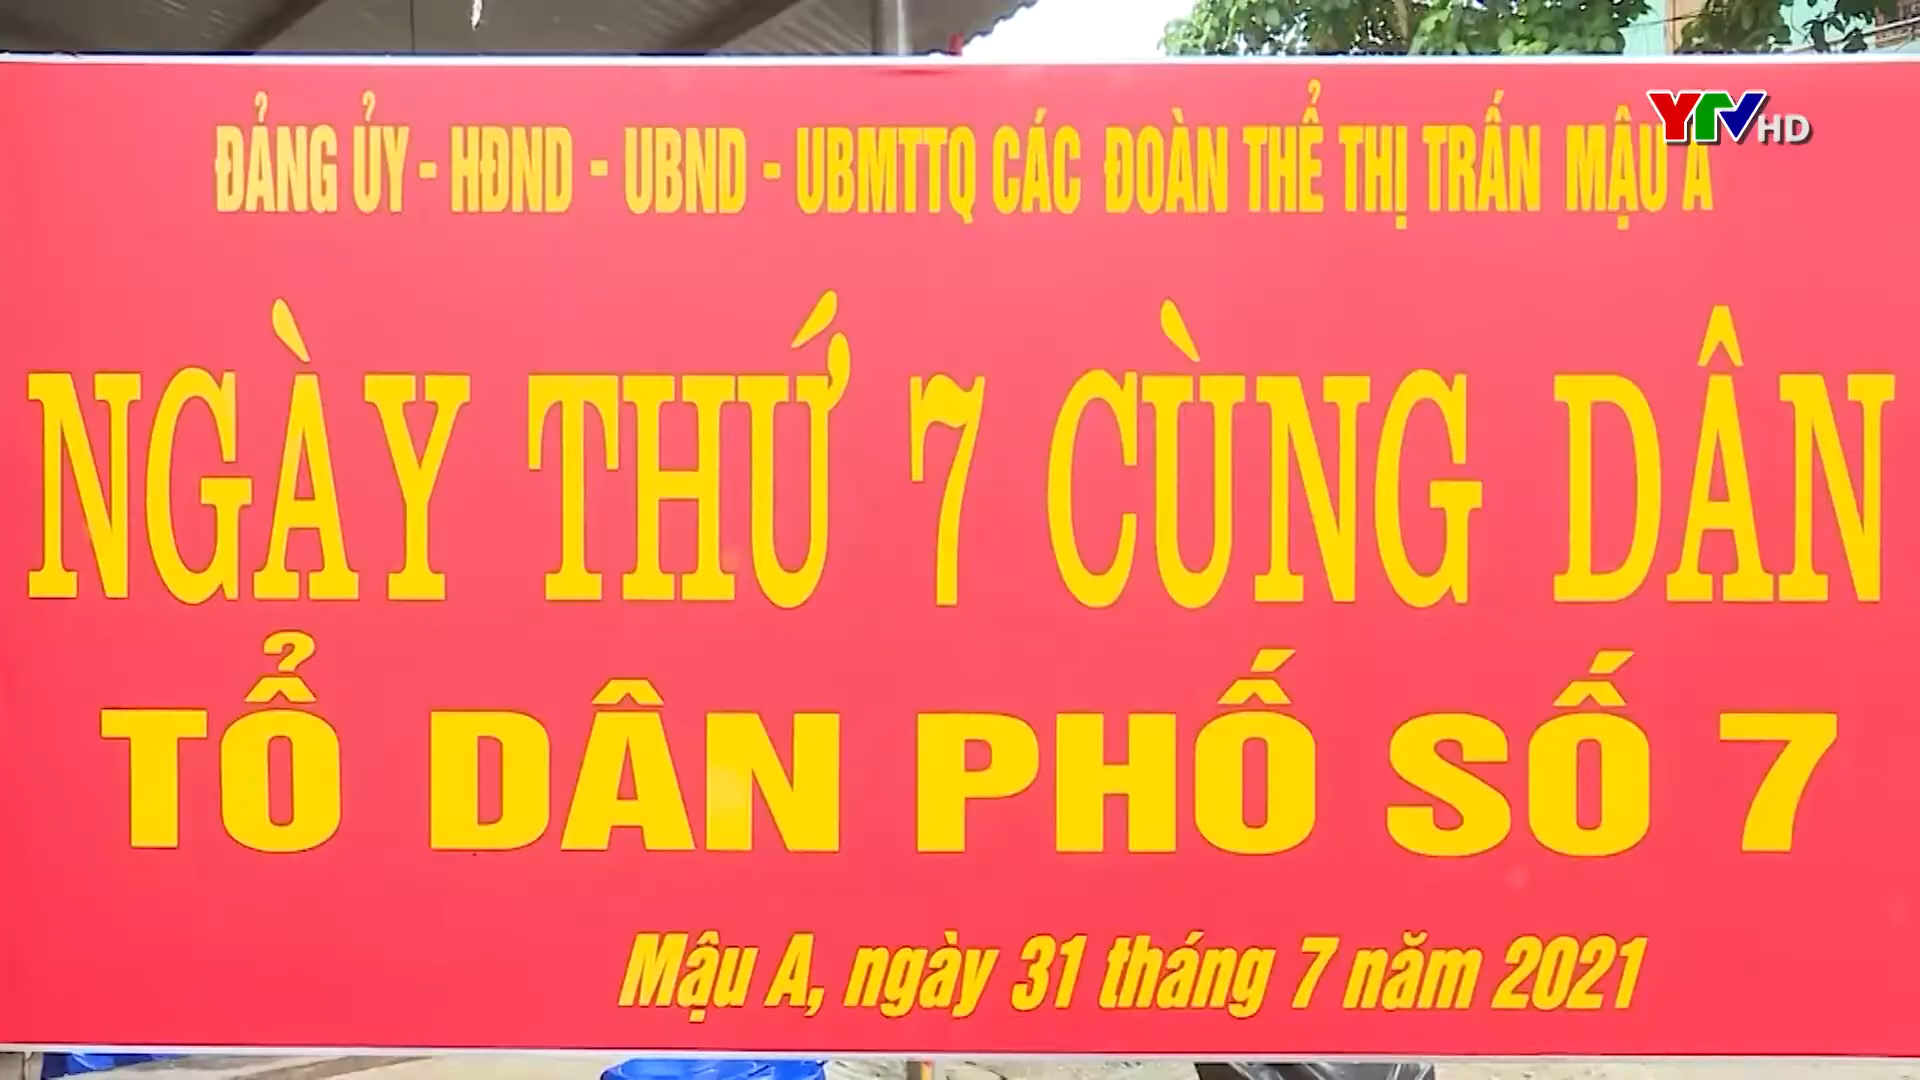 YTV HD
ĐẢNG ỦY - HĐND - UBND - UBMTTQ CÁC ĐOÀN THỂ THỊ TRẤN MẬU A
NGÀY THỨ 7 CÙNG DÂN
TỔ DÂN PHỐ SỐ 7
Mậu A, ngày 31 tháng 7 năm 2021